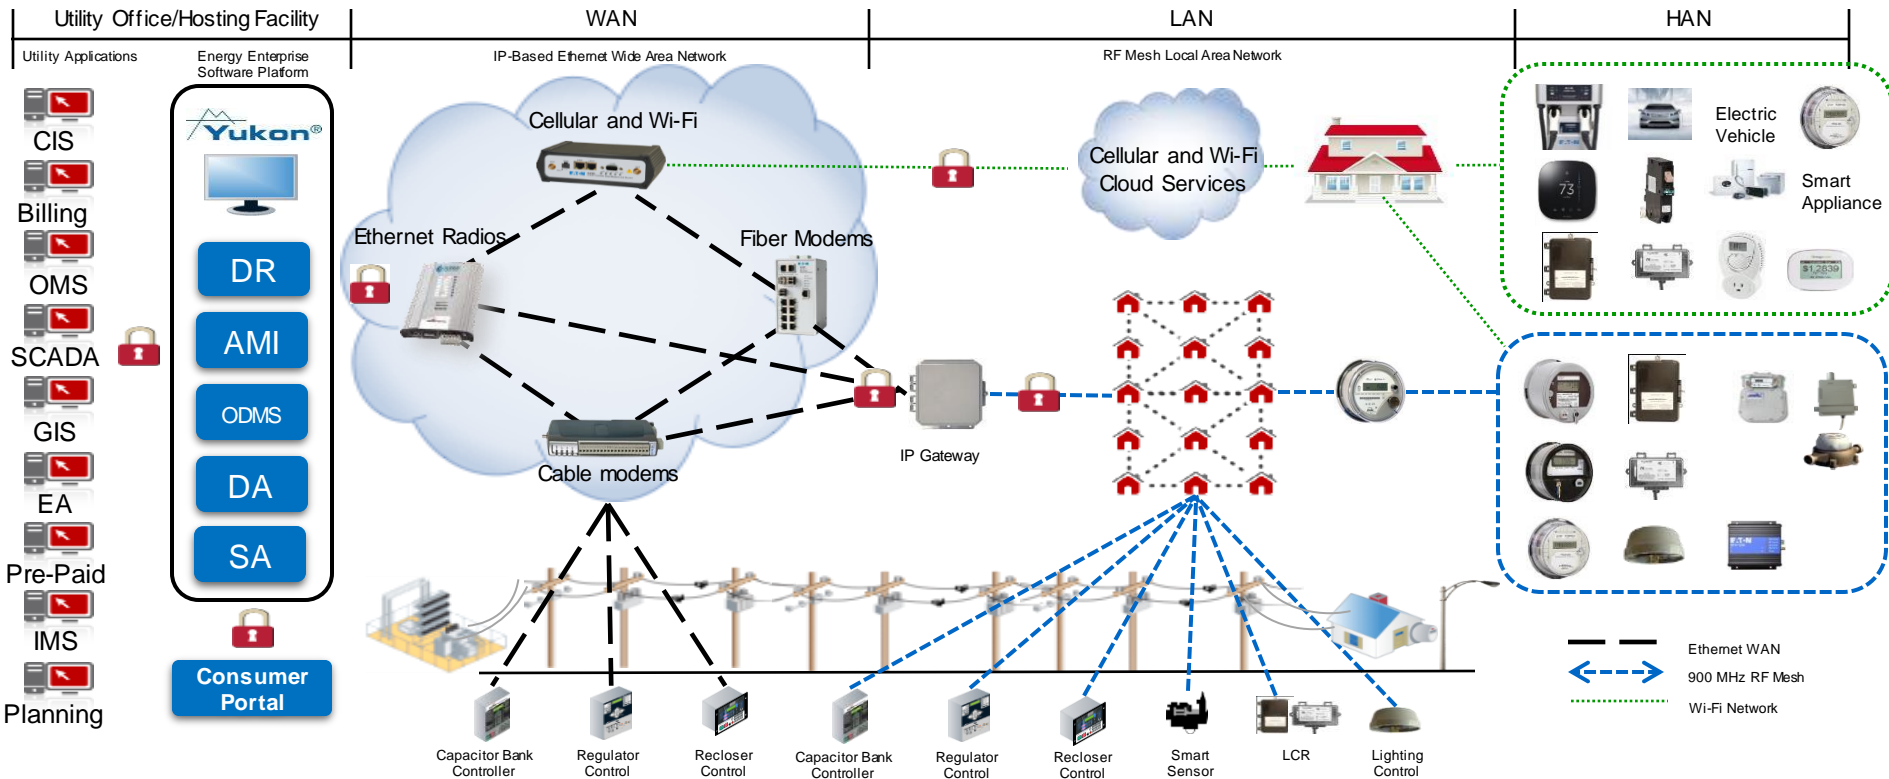 Utility Office/Hosting Facility
WAN
LAN
HAN
Utility Applications
Energy Enterprise
Software Platform
IP-Based Ethernet Wide Area Network
RF Mesh Local Area Network
CIS
Billing
OMS
SCADA
GIS
EA
Pre-Paid
IMS
Planning
Yukon®
DR
AMI
ODMS
DA
SA
Consumer
Portal
Cellular and Wi-Fi
Ethernet Radios
Fiber Modems
Cable modems
IP Gateway
Cellular and Wi-Fi
Cloud Services
Electric
Vehicle
73
Smart
Appliance
$1.2839
Ethernet WAN
900 MHz RF Mesh
Wi-Fi Network
Capacitor Bank
Controller
Regulator
Control
Recloser
Control
Capacitor Bank
Controller
Regulator
Control
Recloser
Control
Smart
Sensor
LCR
Lighting
Control